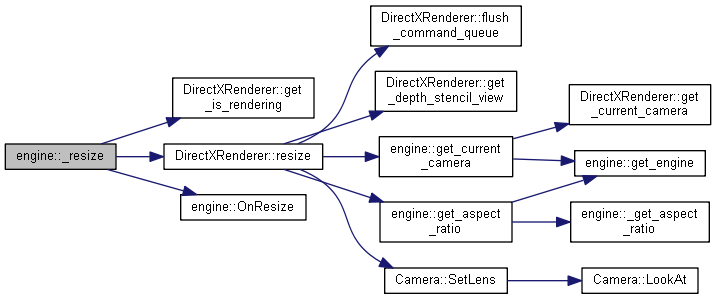 DirectXRenderer::flush
_command_queue
DirectXRenderer::get
_is_rendering
DirectXRenderer::get
_depth_stencil_view
DirectXRenderer::get
_current_camera
engine::_resize
DirectXRenderer::resize
engine::get_current
_camera
engine::get_engine
engine::OnResize
engine::get_aspect
_ratio
engine::_get_aspect
_ratio
Camera::SetLens
Camera::LookAt